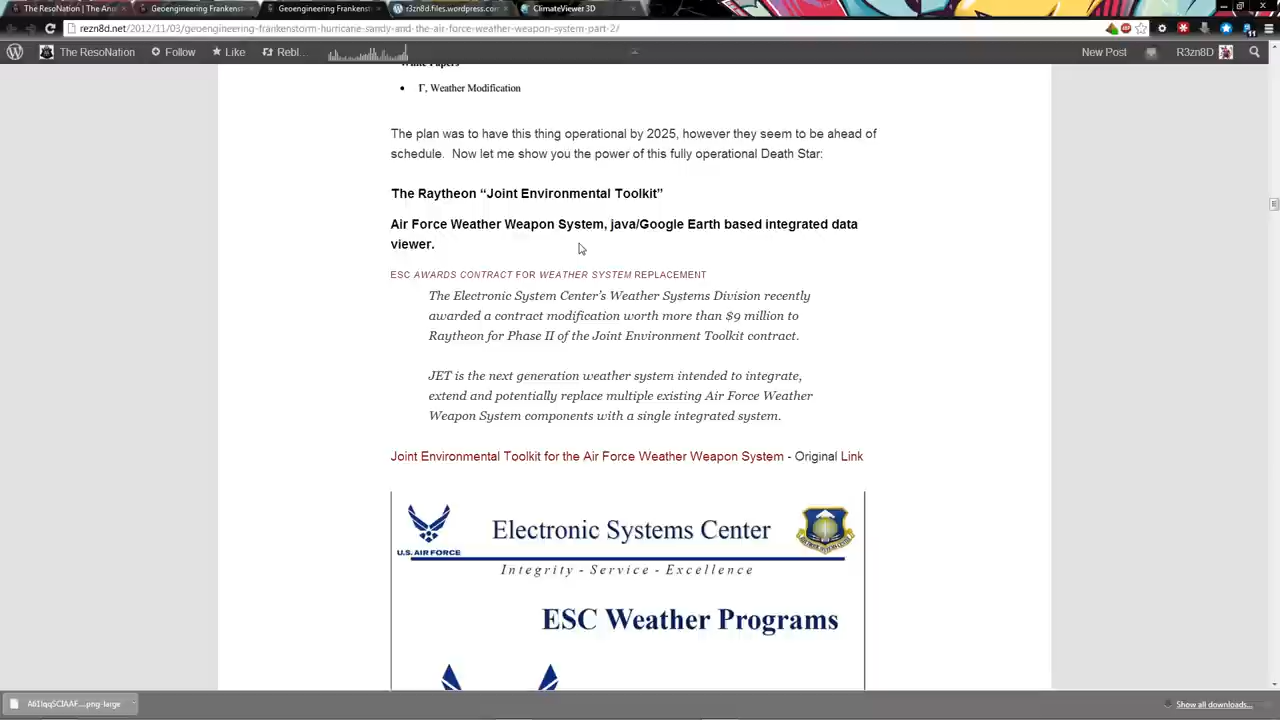 The ResoNation | The Ano
Geoengineering Frankens
Geoengineering Frankenst
r3zn8d.files.wordpress.com
ClimateViewer 3D
rezn8d.net/2012/11/03/geoengineering-frankenstorm-hurricane-sandy-and-the-air-force-weather-weapon-system-part-2/
The ResoNation
Follow
Like
Rebl...
New Post
R3zn8D
White Papers
Γ, Weather Modification
The plan was to have this thing operational by 2025, however they seem to be ahead of
schedule. Now let me show you the power of this fully operational Death Star:
The Raytheon “Joint Environmental Toolkit”
Air Force Weather Weapon System, java/Google Earth based integrated data
viewer.
ESC AWARDS CONTRACT FOR WEATHER SYSTEM REPLACEMENT
The Electronic System Center’s Weather Systems Division recently
awarded a contract modification worth more than $9 million to
Raytheon for Phase II of the Joint Environment Toolkit contract.
JET is the next generation weather system intended to integrate,
extend and potentially replace multiple existing Air Force Weather
Weapon System components with a single integrated system.
Joint Environmental Toolkit for the Air Force Weather Weapon System - Original Link
U.S. AIR FORCE
Electronic Systems Center
Integrity - Service - Excellence
ESC Weather Programs
Show all downloads...